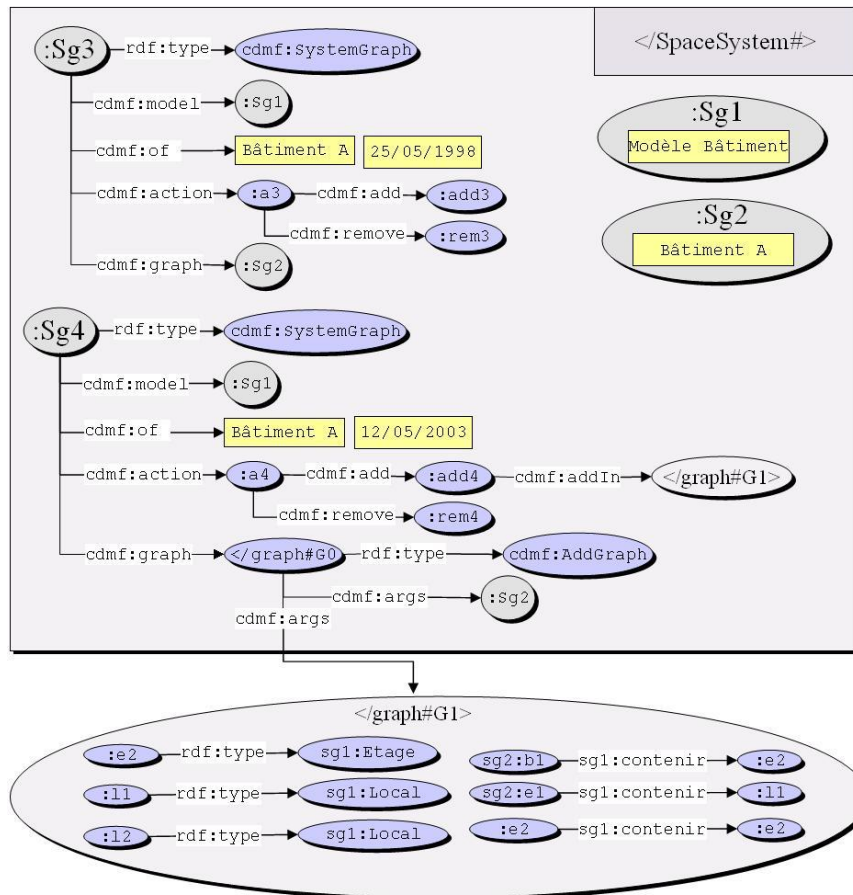 </SpaceSystem#>
:Sg3 rdf:type cdmf:SystemGraph
cdmf:model :Sg1
cdmf:of Bâtiment A 25/05/1998
cdmf:action :a3 cdmf:add :add3
cdmf:remove :rem3
cdmf:graph :Sg2
:Sg1
Modèle Bâtiment
:Sg2
Bâtiment A
:Sg4 rdf:type cdmf:SystemGraph
cdmf:model :Sg1
cdmf:of Bâtiment A 12/05/2003
cdmf:action :a4 cdmf:add :add4 cdmf:addIn </graph#G1>
cdmf:remove :rem4
cdmf:graph </graph#G0 rdf:type cdmf:AddGraph
cdmf:args :Sg2
cdmf:args
</graph#G1>
:e2 rdf:type sg1:Etage sg2:b1 sg1:contenir :e2
:l1 rdf:type sg1:Local sg2:e1 sg1:contenir :l1
:l2 rdf:type sg1:Local :e2 sg1:contenir :e2